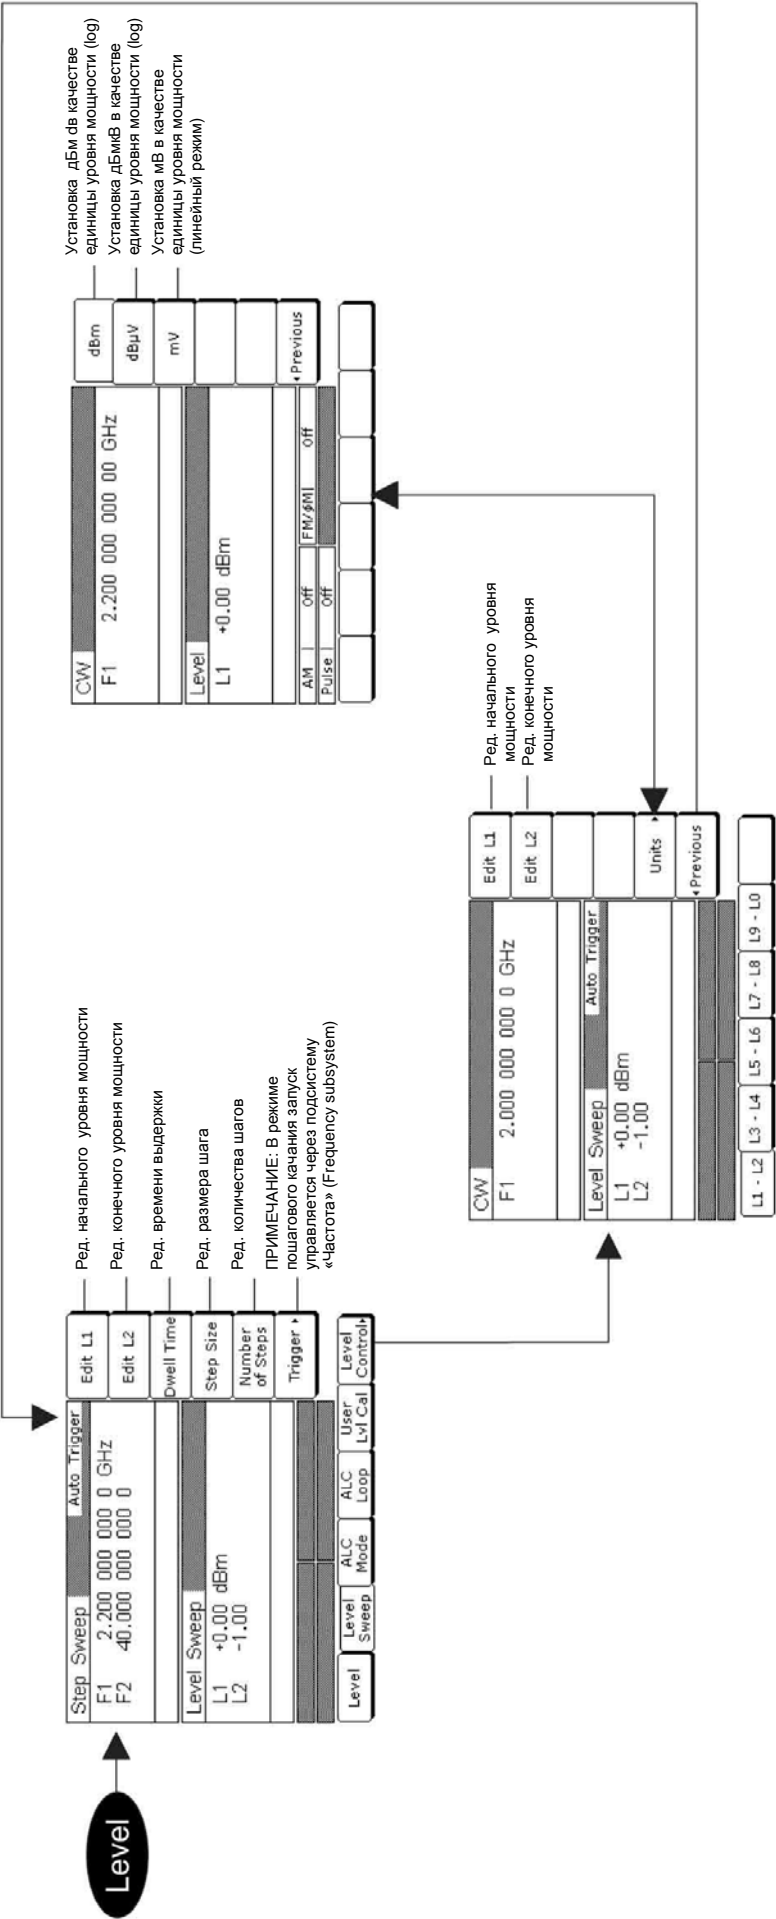 Level
Step Sweep Auto Trigger
F1 2.200 000 000 0 GHz
F2 40.000 000 000 0
Level Sweep
L1 +0.00 dBm
L2 -1.00
Edit L1
Edit L2
Dwell Time
Step Size
Number
of Steps
Trigger ▸
Level
Level
Sweep
ALC
Mode
ALC
Loop
User
Lvl Cal
Level
Control▸
Ред. начального уровня мощности
Ред. конечного уровня мощности
Ред. времени выдержки
Ред. размера шага
Ред. количества шагов
ПРИМЕЧАНИЕ: В режиме
пошагового качания запуск
управляется через подсистему
«Частота» (Frequency subsystem)
CW
F1 2.200 000 000 00 GHz
Level
L1 +0.00 dBm
AM Off FM/ϕM Off
Pulse Off
dBm
dBµV
mV
◂Previous
Установка дБм dв качестве
единицы уровня мощности (log)
Установка дБмкВ в качестве
единицы уровня мощности (log)
Установка мВ в качестве
единицы уровня мощности
(линейный режим)
CW
F1 2.000 000 000 0 GHz
Level Sweep Auto Trigger
L1 +0.00 dBm
L2 -1.00
Edit L1
Edit L2
Units ▸
◂Previous
L1 - L2
L3 - L4
L5 - L6
L7 - L8
L9 - L0
Ред. начального уровня
мощности
Ред. конечного уровня
мощности